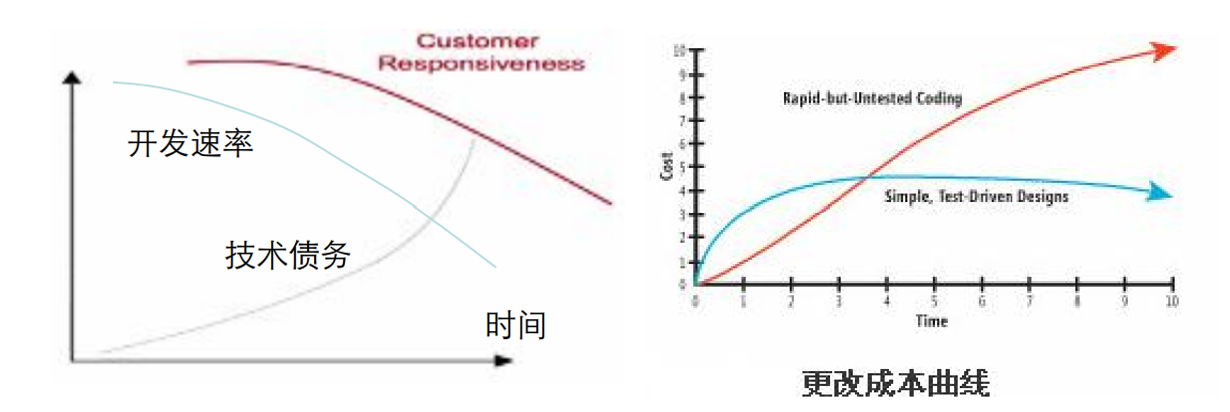 Customer
Responsiveness
开发速率
技术债务
时间
10
9
8
7
6
5
4
3
2
1
0
Cost
Rapid-but-Untested Coding
Simple, Test-Driven Designs
0 1 2 3 4 5 6 7 8 9 10
Time
更改成本曲线